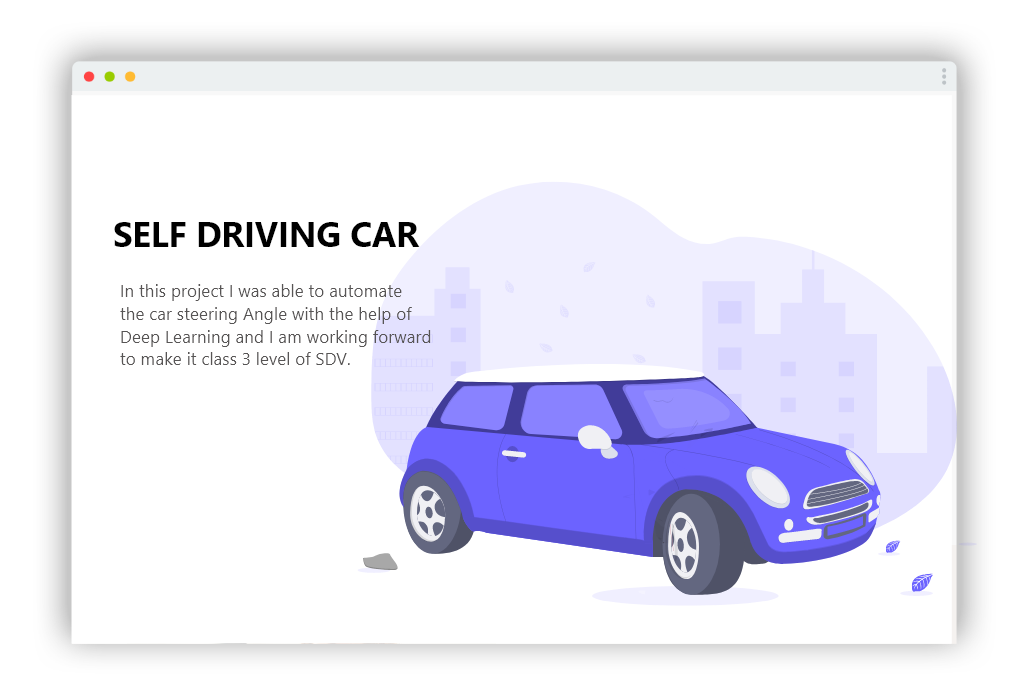 SELF DRIVING CAR
In this project I was able to automate
the car steering Angle with the help of
Deep Learning and I am working forward
to make it class 3 level of SDV.